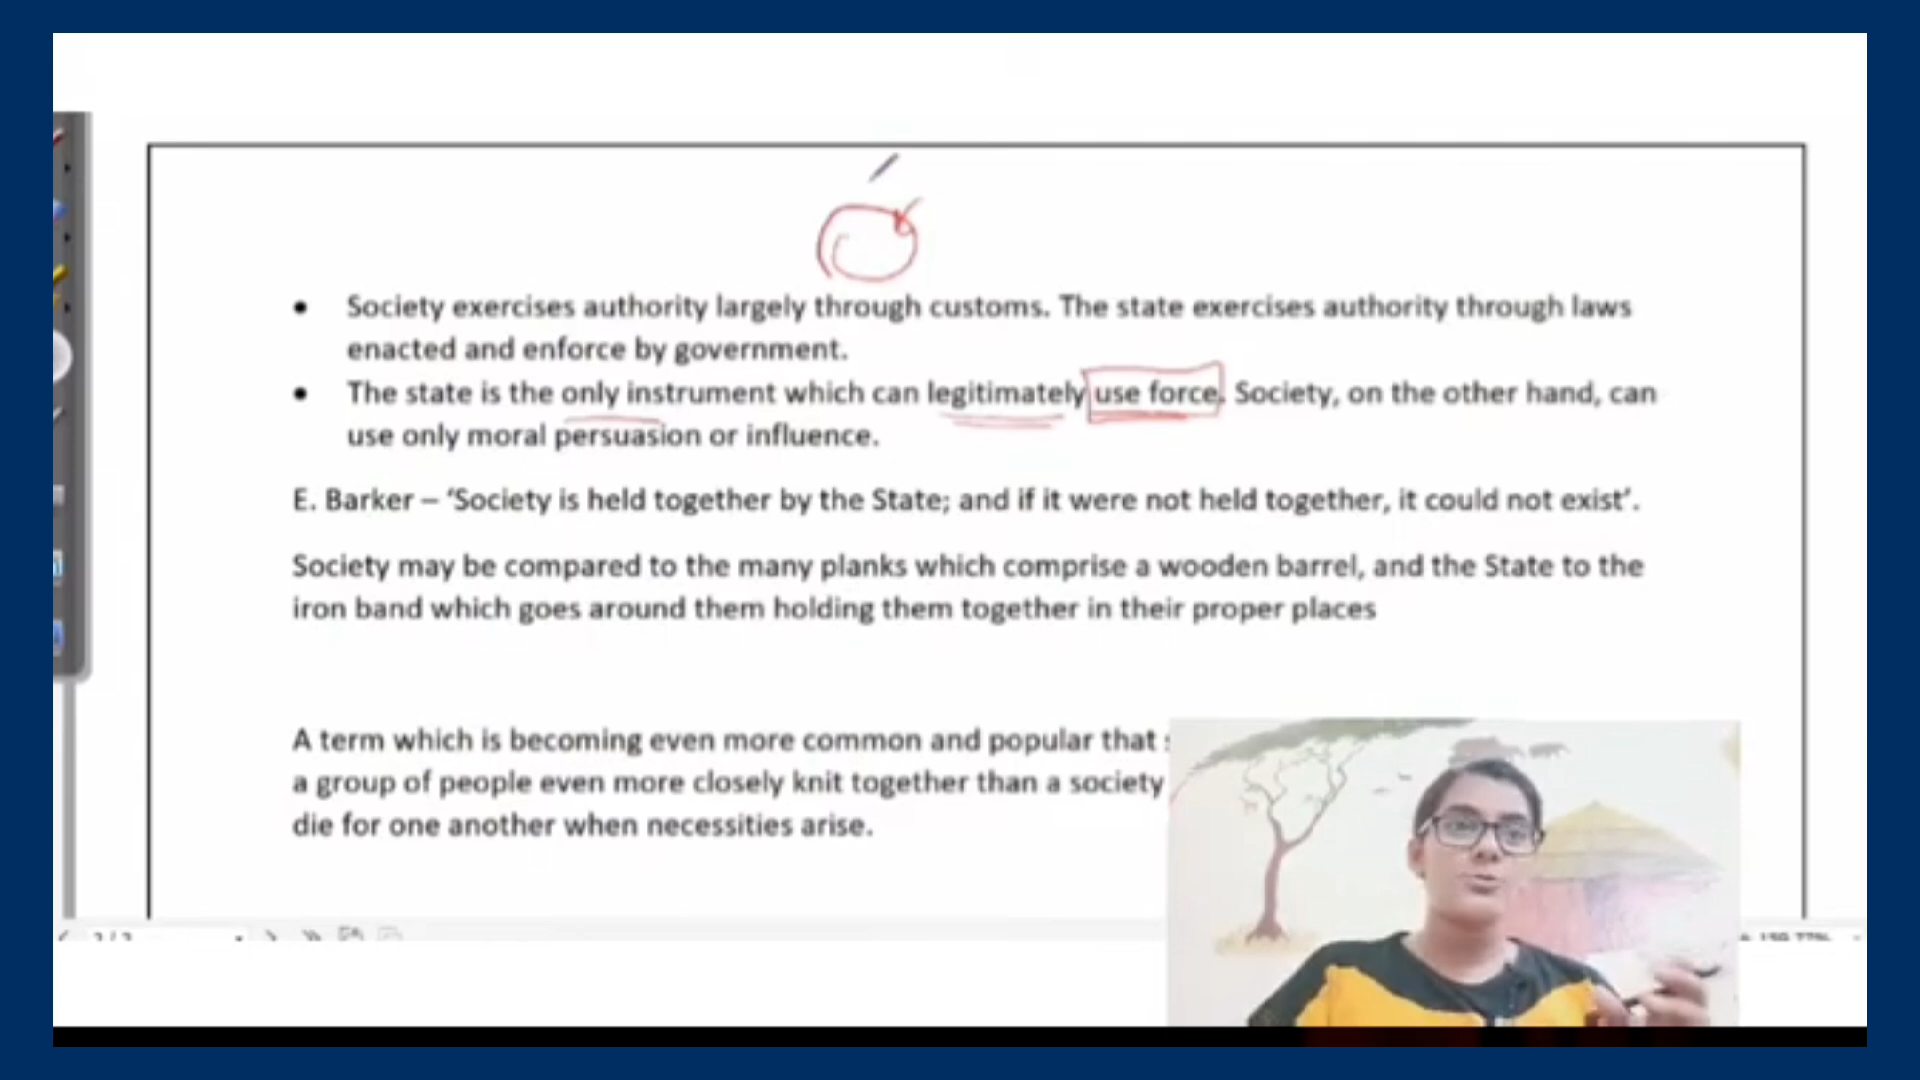 • Society exercises authority largely through customs. The state exercises authority through laws
enacted and enforce by government.
• The state is the only instrument which can legitimately use force. Society, on the other hand, can
use only moral persuasion or influence.
E. Barker – ‘Society is held together by the State; and if it were not held together, it could not exist’.
Society may be compared to the many planks which comprise a wooden barrel, and the State to the
iron band which goes around them holding them together in their proper places
A term which is becoming even more common and popular that
a group of people even more closely knit together than a society
die for one another when necessities arise.